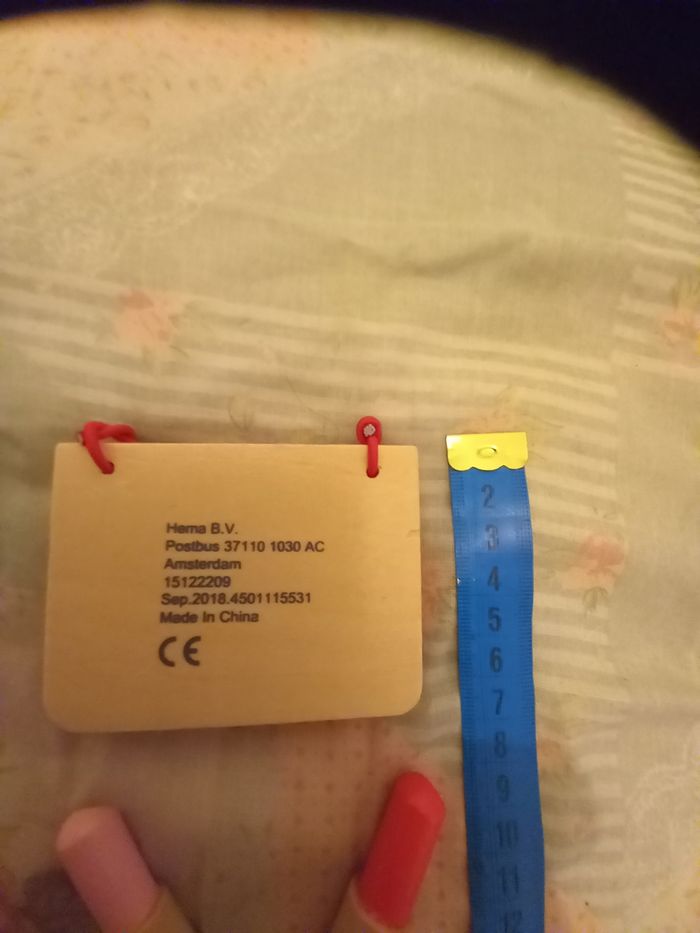 Hema B.V.
Postbus 37110 1030 AC
Amsterdam
15122209
Sep.2018.4501115531
Made In China
CE
2
3
4
5
6
7
8
9
10
11
12